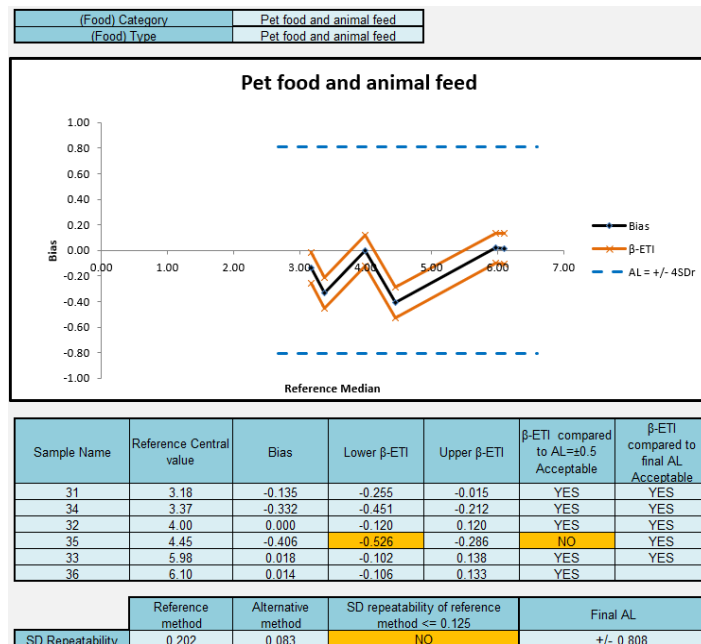 (Food) Category Pet food and animal feed
(Food) Type Pet food and animal feed
Pet food and animal feed
1.00
0.80
0.60
0.40
0.20
0.00
-0.20
-0.40
-0.60
-0.80
-1.00
0.00 1.00 2.00 3.00 4.00 5.00 6.00 7.00
Bias
Reference Median
Bias
β-ETI
AL = +/- 4SDr
Sample Name Reference Central value Bias Lower β-ETI Upper β-ETI β-ETI compared to AL=±0.5 Acceptable β-ETI compared to final AL Acceptable
31 3.18 -0.135 -0.255 -0.015 YES YES
34 3.37 -0.332 -0.451 -0.212 YES YES
32 4.00 0.000 -0.120 0.120 YES YES
35 4.45 -0.406 -0.526 -0.286 NO YES
33 5.98 0.018 -0.102 0.138 YES YES
36 6.10 0.014 -0.106 0.133 YES
Reference method Alternative method SD repeatability of reference method <= 0.125 Final AL
SD Repeatability 0.202 0.083 NO +/- 0.808